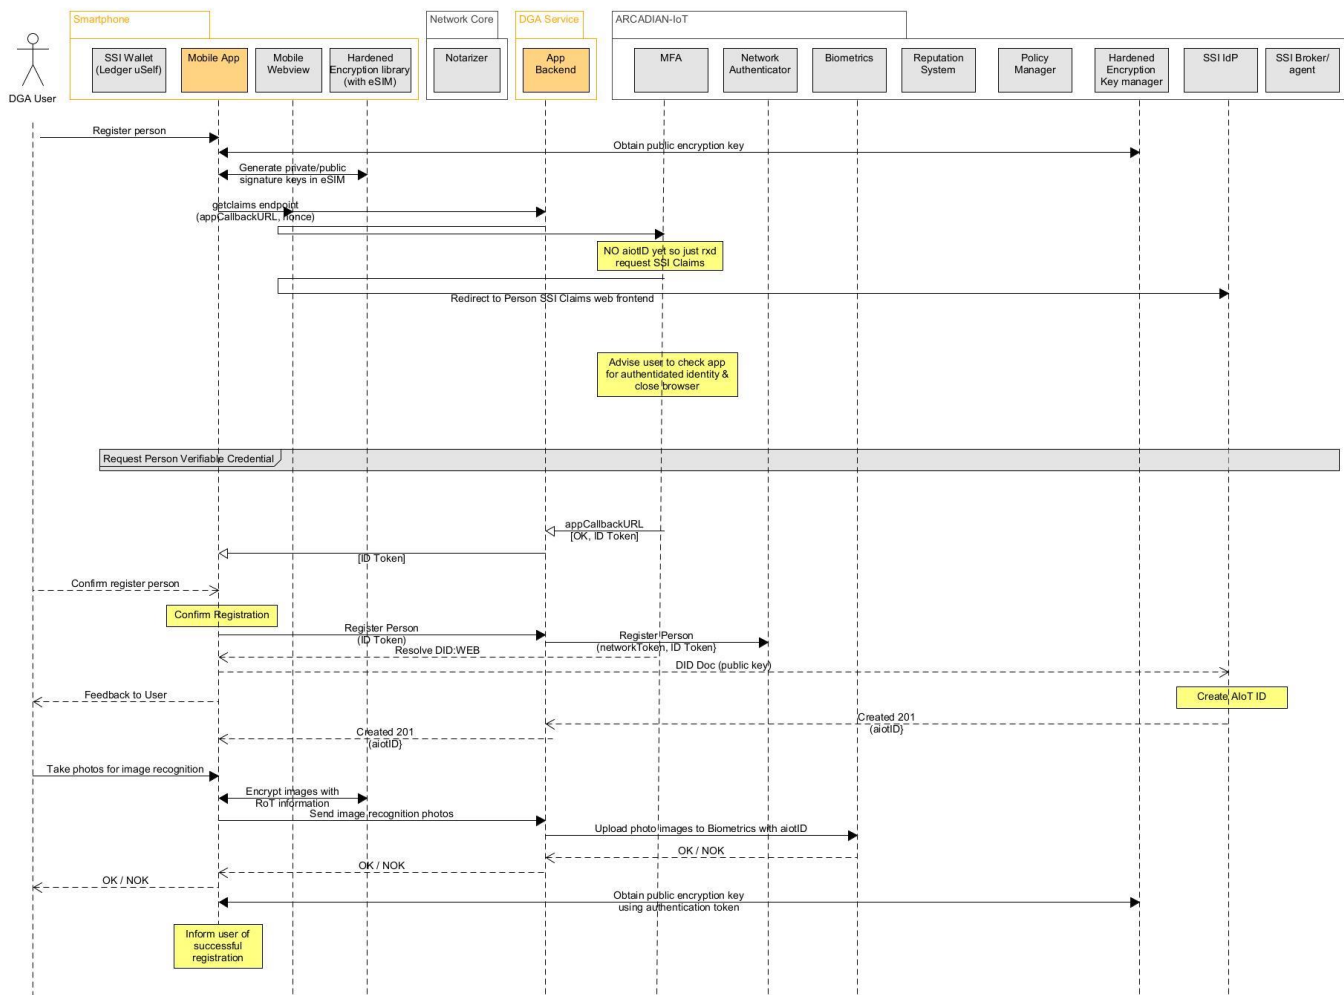 Smartphone
Network Core
DGA Service
ARCADIAN-IoT
SSI Wallet
(Ledger uSelf)
Mobile App
Mobile
Webview
Hardened
Encryption library
(with eSIM)
Notarizer
App
Backend
MFA
Network
Authenticator
Biometrics
Reputation
System
Policy
Manager
Hardened
Encryption
Key manager
SSI IdP
SSI Broker/
agent
DGA User
Register person
Obtain public encryption key
Generate private/public
signature keys in eSIM
getclaims endpoint
(appCallbackURL, nonce)
NO aiotID yet so just rxd
request SSI Claims
Redirect to Person SSI Claims web frontend
Advise user to check app
for authenticated identity &
close browser
Request Person Verifiable Credential
appCallbackURL
[OK, ID Token]
[ID Token]
Confirm register person
Confirm Registration
Register Person
(ID Token)
Register Person
(networkToken, ID Token}
Resolve DID:WEB
DID Doc (public key)
Feedback to User
Create AIoT ID
Created 201
(aiotID}
Created 201
(aiotID}
Take photos for image recognition
Encrypt images with
RoT information
Send image recognition photos
Upload photo images to Biometrics with aiotID
OK / NOK
OK / NOK
OK / NOK
Obtain public encryption key
using authentication token
Inform user of
successful
registration